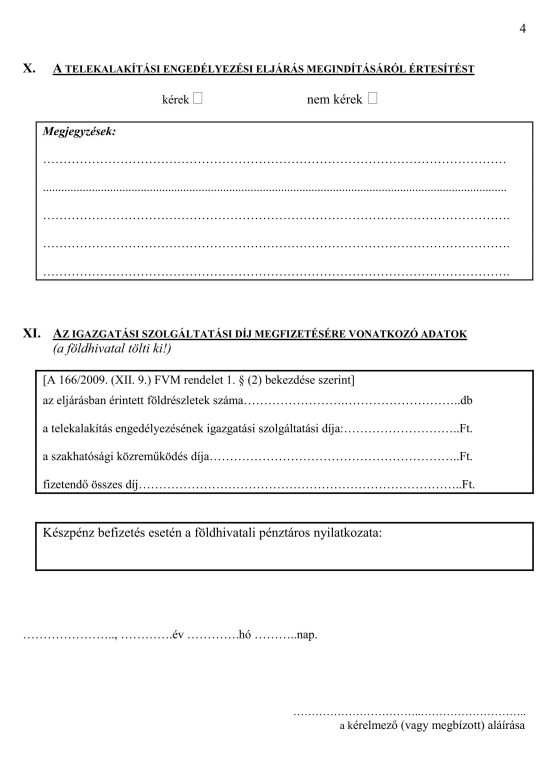 4
X. A TELEKALAKÍTÁSI ENGEDÉLYEZÉSI ELJÁRÁS MEGINDÍTÁSÁRÓL ÉRTESÍTÉST
kérek ☐ nem kérek ☐
Megjegyzések:
……………………………………………………………………………………………………
..........................................................................................................................................................
…………………………………………………………………………………………………….
…………………………………………………………………………………………………….
…………………………………………………………………………………………………….
XI. AZ IGAZGATÁSI SZOLGÁLTATÁSI DÍJ MEGFIZETÉSÉRE VONATKOZÓ ADATOK
(a földhivatal tölti ki!)
[A 166/2009. (XII. 9.) FVM rendelet 1. § (2) bekezdése szerint]
az eljárásban érintett földrészletek száma…………………….………………………..db
a telekalakítás engedélyezésének igazgatási szolgáltatási díja:………………………..Ft.
a szakhatósági közreműködés díja……………………………………………………..Ft.
fizetendő összes díj……………………………………………………………………..Ft.
Készpénz befizetés esetén a földhivatali pénztáros nyilatkozata:
………………….., ………….év ………….hó ………..nap.
……………………………..……………………..
a kérelmező (vagy megbízott) aláírása